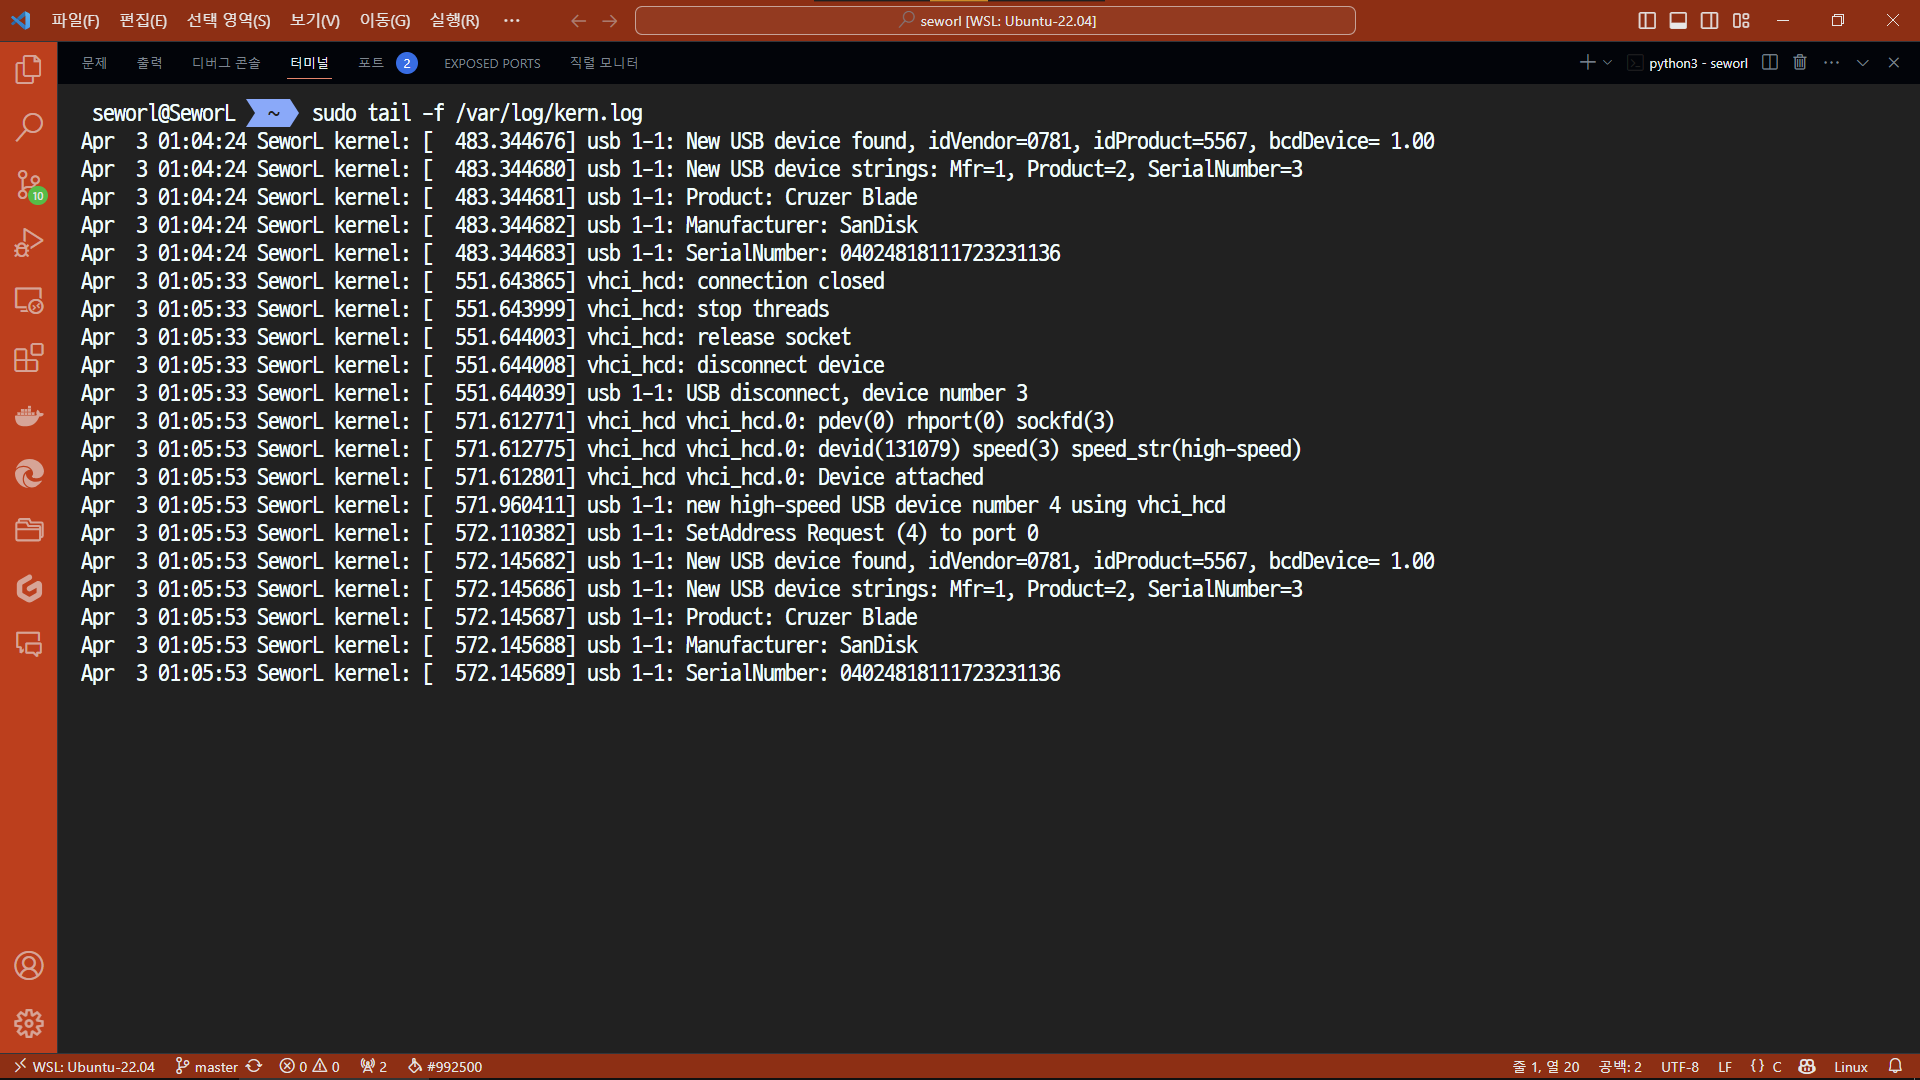 파일(F) 편집(E) 선택 영역(S) 보기(V) 이동(G) 실행(R) ···
seworl [WSL: Ubuntu-22.04]
문제 출력 디버그 콘솔 터미널 포트 2 EXPOSED PORTS 직렬 모니터
python3 - seworl
seworl@SeworL ~ sudo tail -f /var/log/kern.log
Apr  3 01:04:24 SeworL kernel: [  483.344676] usb 1-1: New USB device found, idVendor=0781, idProduct=5567, bcdDevice= 1.00
Apr  3 01:04:24 SeworL kernel: [  483.344680] usb 1-1: New USB device strings: Mfr=1, Product=2, SerialNumber=3
Apr  3 01:04:24 SeworL kernel: [  483.344681] usb 1-1: Product: Cruzer Blade
Apr  3 01:04:24 SeworL kernel: [  483.344682] usb 1-1: Manufacturer: SanDisk
Apr  3 01:04:24 SeworL kernel: [  483.344683] usb 1-1: SerialNumber: 04024818111723231136
Apr  3 01:05:33 SeworL kernel: [  551.643865] vhci_hcd: connection closed
Apr  3 01:05:33 SeworL kernel: [  551.643999] vhci_hcd: stop threads
Apr  3 01:05:33 SeworL kernel: [  551.644003] vhci_hcd: release socket
Apr  3 01:05:33 SeworL kernel: [  551.644008] vhci_hcd: disconnect device
Apr  3 01:05:33 SeworL kernel: [  551.644039] usb 1-1: USB disconnect, device number 3
Apr  3 01:05:53 SeworL kernel: [  571.612771] vhci_hcd vhci_hcd.0: pdev(0) rhport(0) sockfd(3)
Apr  3 01:05:53 SeworL kernel: [  571.612775] vhci_hcd vhci_hcd.0: devid(131079) speed(3) speed_str(high-speed)
Apr  3 01:05:53 SeworL kernel: [  571.612801] vhci_hcd vhci_hcd.0: Device attached
Apr  3 01:05:53 SeworL kernel: [  571.960411] usb 1-1: new high-speed USB device number 4 using vhci_hcd
Apr  3 01:05:53 SeworL kernel: [  572.110382] usb 1-1: SetAddress Request (4) to port 0
Apr  3 01:05:53 SeworL kernel: [  572.145682] usb 1-1: New USB device found, idVendor=0781, idProduct=5567, bcdDevice= 1.00
Apr  3 01:05:53 SeworL kernel: [  572.145686] usb 1-1: New USB device strings: Mfr=1, Product=2, SerialNumber=3
Apr  3 01:05:53 SeworL kernel: [  572.145687] usb 1-1: Product: Cruzer Blade
Apr  3 01:05:53 SeworL kernel: [  572.145688] usb 1-1: Manufacturer: SanDisk
Apr  3 01:05:53 SeworL kernel: [  572.145689] usb 1-1: SerialNumber: 04024818111723231136
10
WSL: Ubuntu-22.04 master 0 0 2 #992500 줄 1, 열 20 공백: 2 UTF-8 LF {} C Linux